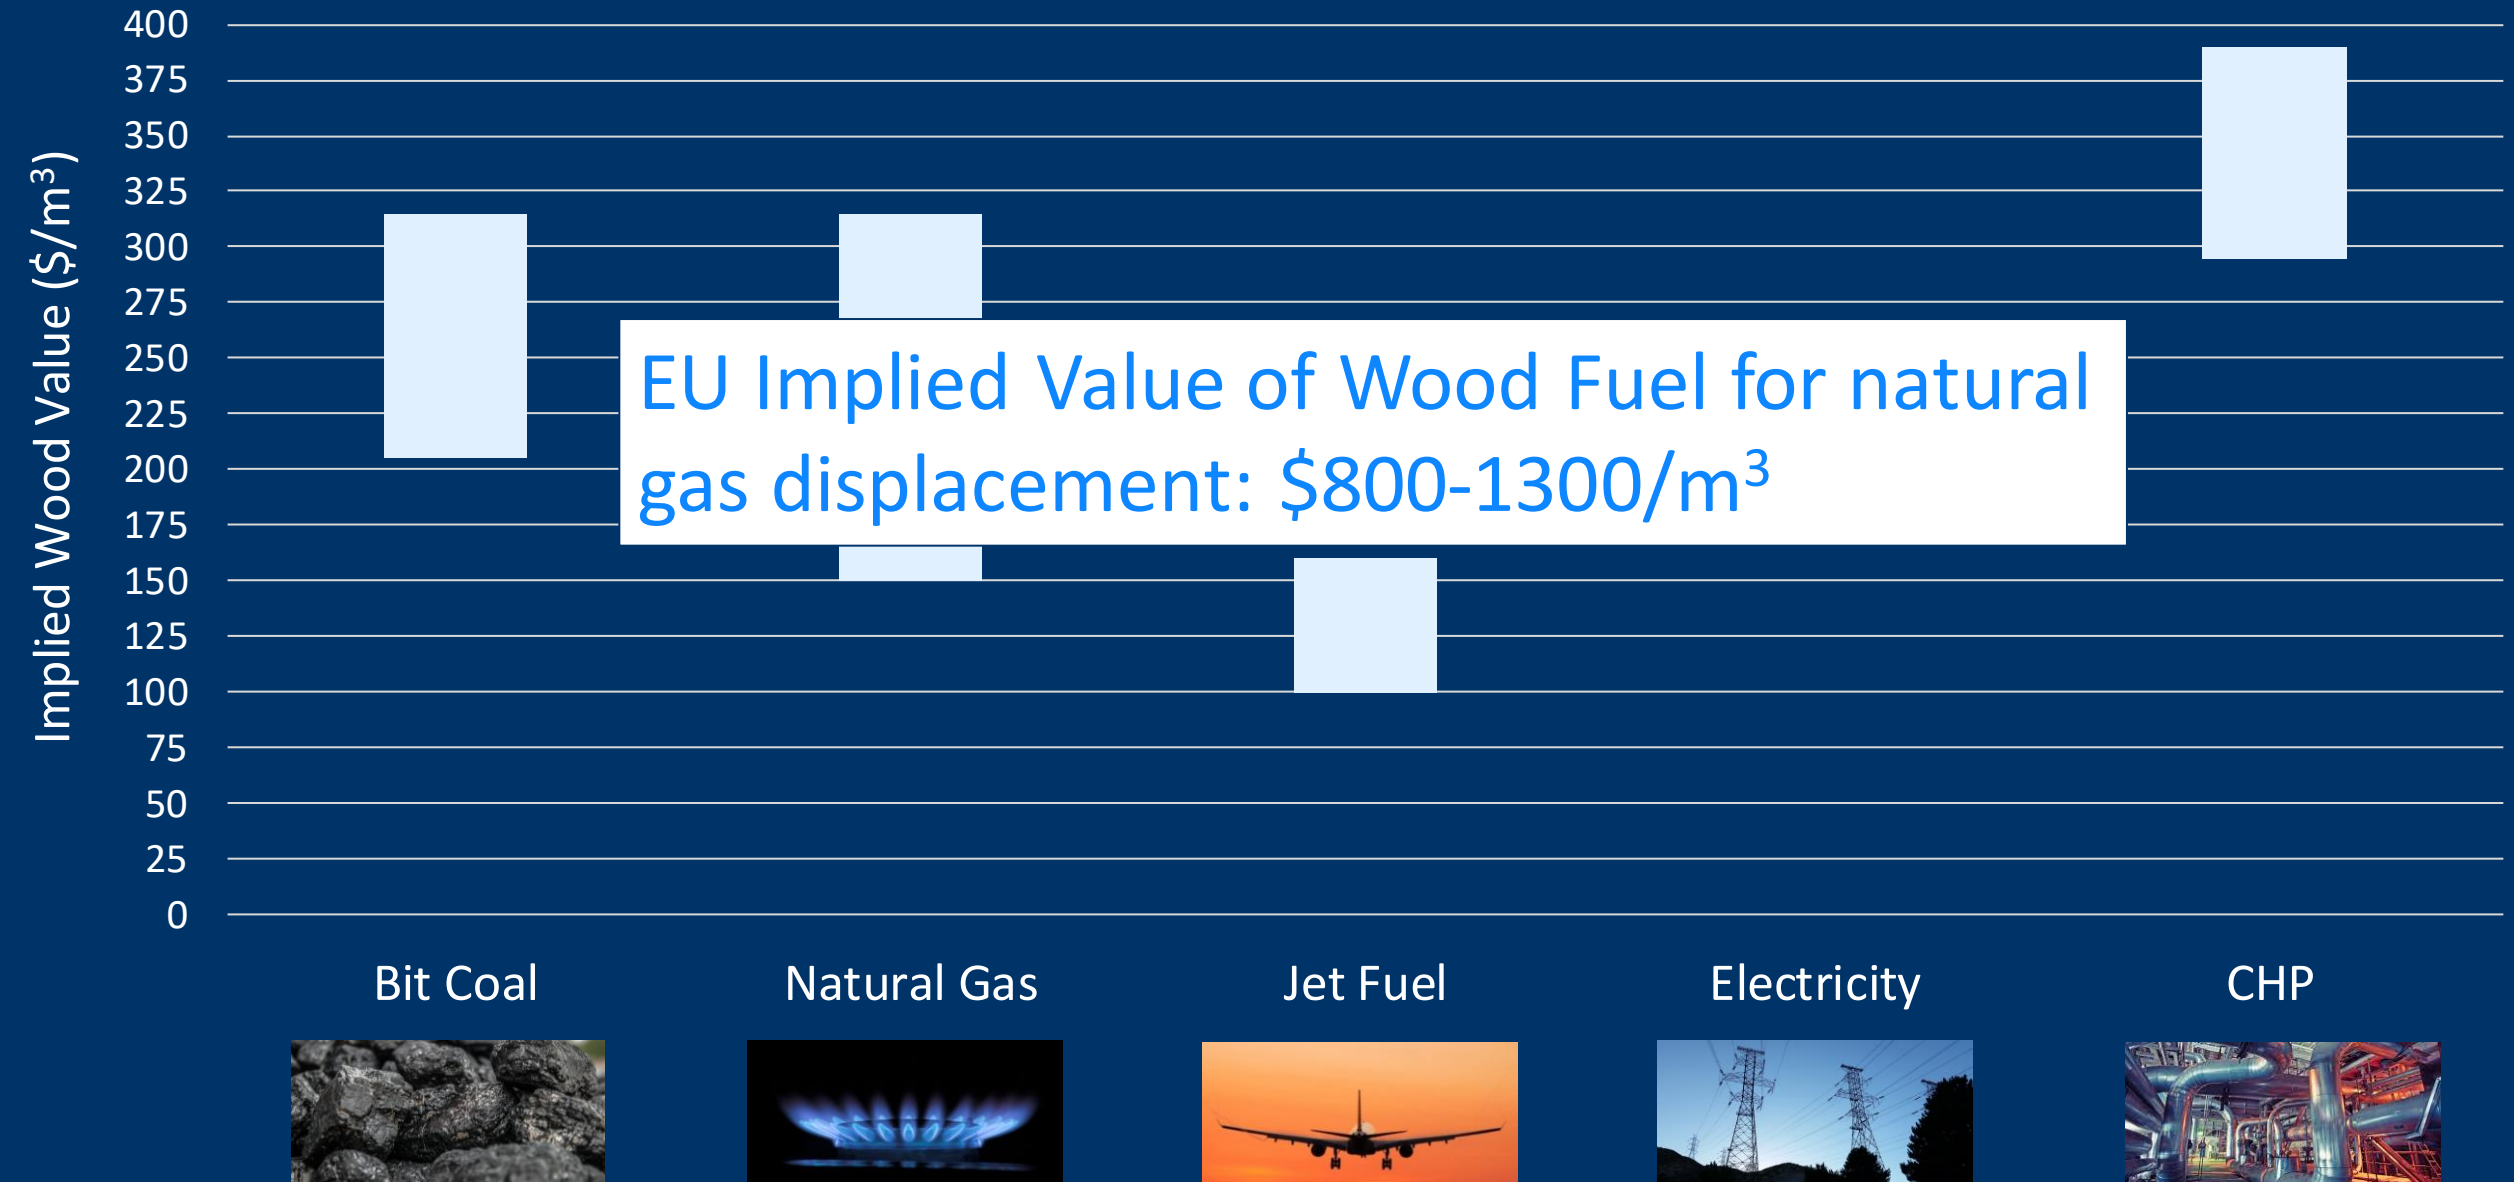 400
375
350
325
300
275
250
225
200
175
150
125
100
75
50
25
0
Implied Wood Value ($/m³)
EU Implied Value of Wood Fuel for natural
gas displacement: $800-1300/m³
Bit Coal
Natural Gas
Jet Fuel
Electricity
CHP